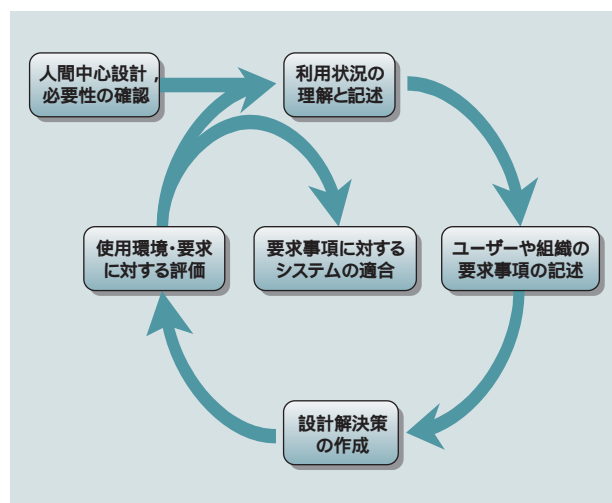 人間中心設計,
必要性の確認
利用状況の
理解と記述
使用環境・要求
に対する評価
要求事項に対する
システムの適合
ユーザーや組織の
要求事項の記述
設計解決策
の作成